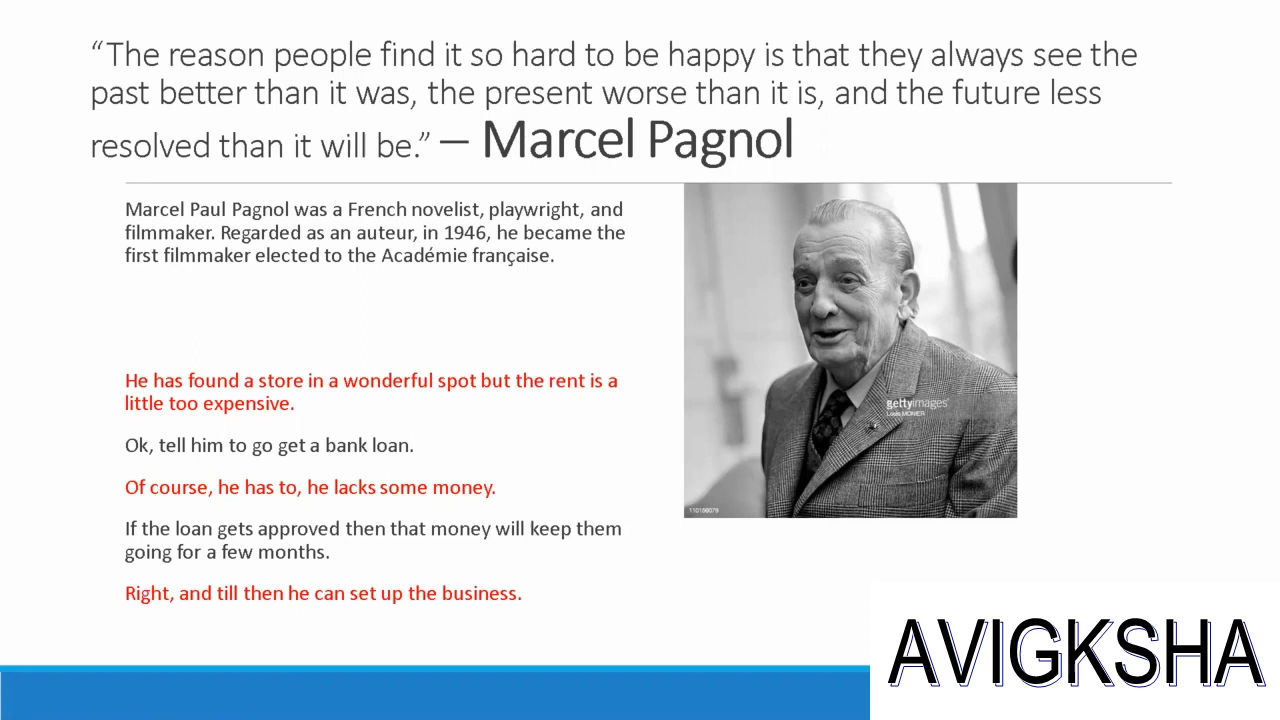 “The reason people find it so hard to be happy is that they always see the
past better than it was, the present worse than it is, and the future less
resolved than it will be.” – Marcel Pagnol
Marcel Paul Pagnol was a French novelist, playwright, and
filmmaker. Regarded as an auteur, in 1946, he became the
first filmmaker elected to the Académie française.
He has found a store in a wonderful spot but the rent is a
little too expensive.
Ok, tell him to go get a bank loan.
Of course, he has to, he lacks some money.
If the loan gets approved then that money will keep them
going for a few months.
Right, and till then he can set up the business.
gettyimages®
Louis MONIER
110158079
AVIGKSHA